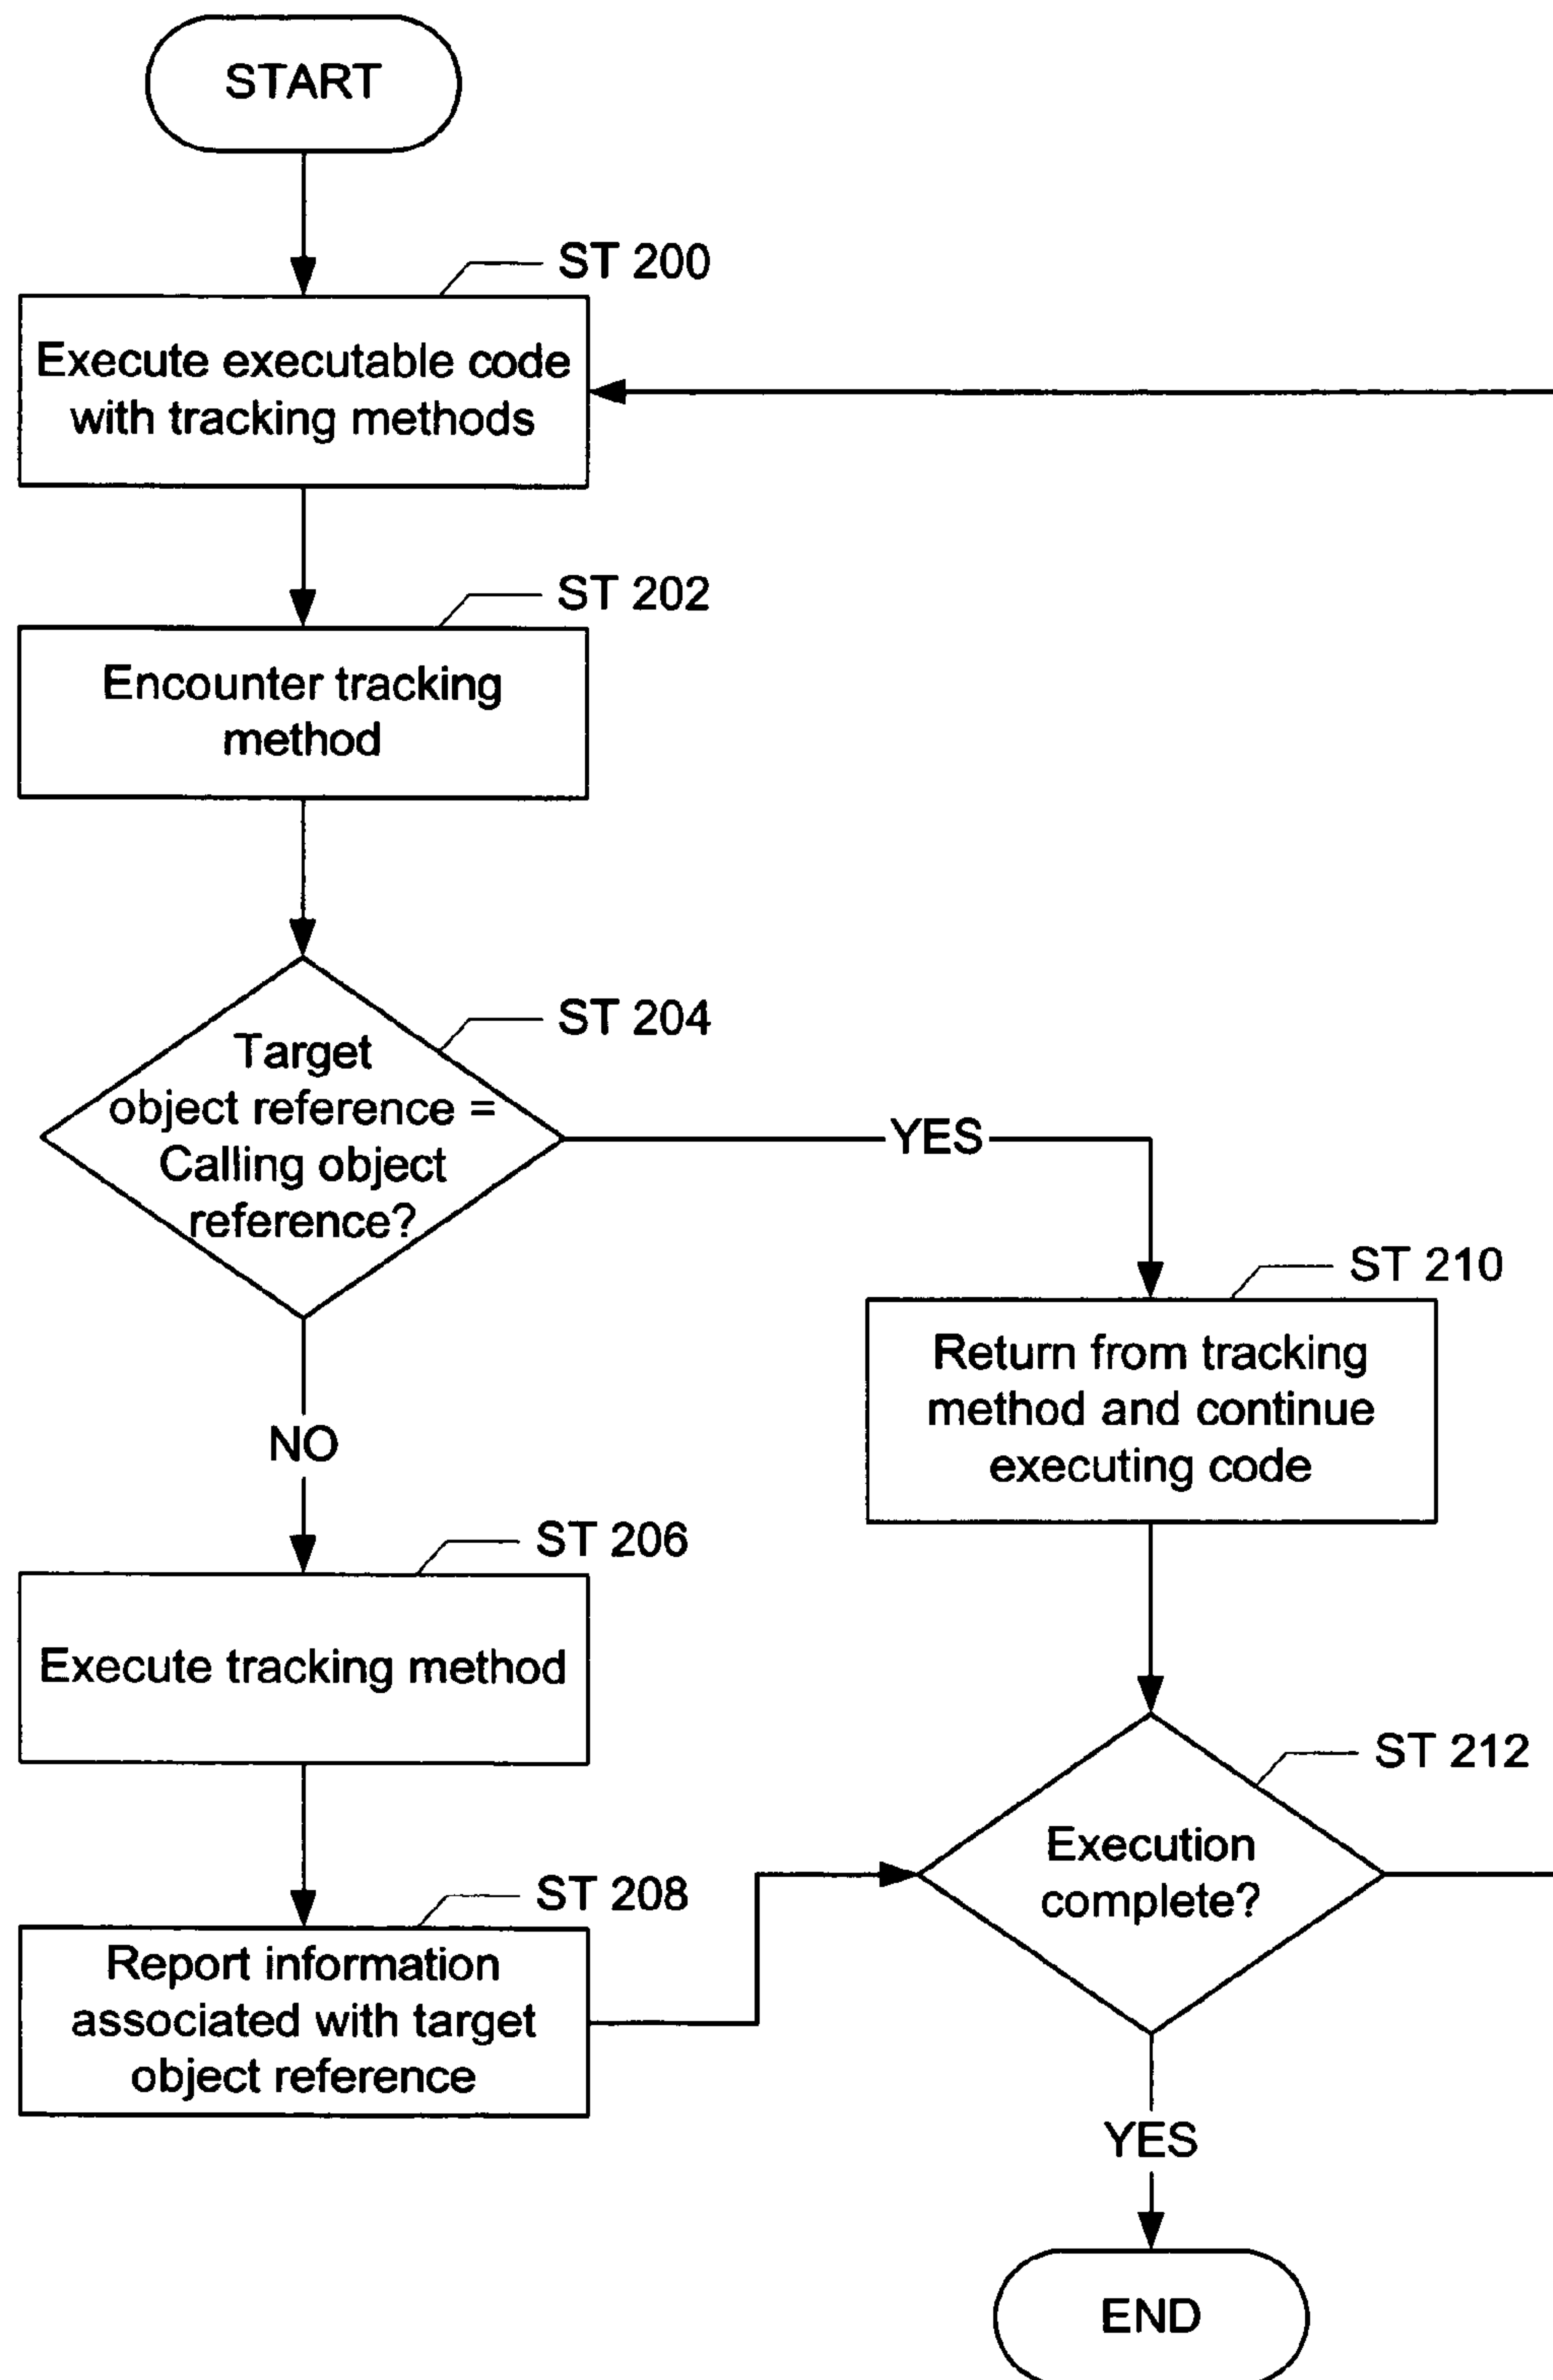 START
ST 200
Execute executable code
with tracking methods
ST 202
Encounter tracking
method
ST 204
Target
object reference =
Calling object
reference?
YES
NO
ST 210
Return from tracking
method and continue
executing code
ST 206
Execute tracking method
ST 208
Report information
associated with target
object reference
ST 212
Execution
complete?
YES
END